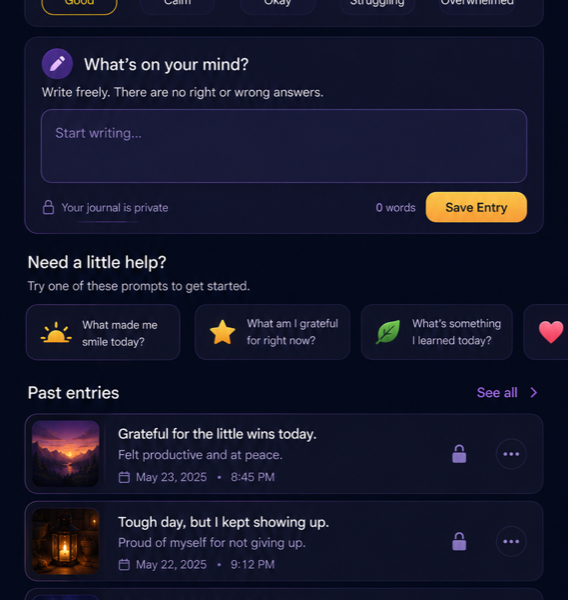 Good Calm Okay Struggling Overwhelmed
What's on your mind?
Write freely. There are no right or wrong answers.
Start writing...
Your journal is private
0 words
Save Entry
Need a little help?
Try one of these prompts to get started.
What made me
smile today?
What am I grateful
for right now?
What's something
I learned today?
Past entries
See all
Grateful for the little wins today.
Felt productive and at peace.
May 23, 2025 • 8:45 PM
Tough day, but I kept showing up.
Proud of myself for not giving up.
May 22, 2025 • 9:12 PM